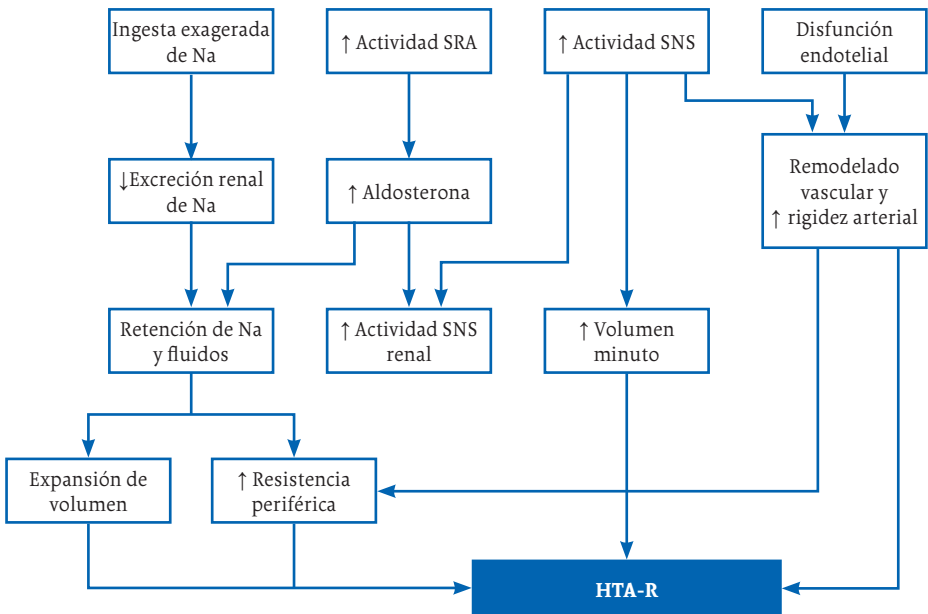 Ingesta exagerada
de Na
↑ Actividad SRA
↑ Actividad SNS
Disfunción
endotelial
↓Excreción renal
de Na
↑ Aldosterona
Remodelado
vascular y
↑ rigidez arterial
Retención de Na
y fluidos
↑ Actividad SNS
renal
↑ Volumen
minuto
Expansión de
volumen
↑ Resistencia
periférica
HTA-R